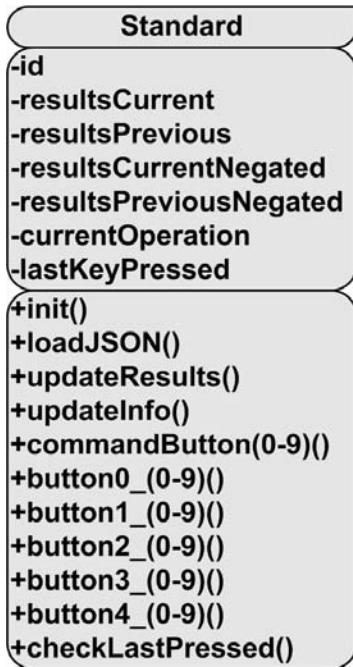 Standard
-id
-resultsCurrent
-resultsPrevious
-resultsCurrentNegated
-resultsPreviousNegated
-currentOperation
-lastKeyPressed
+init()
+loadJSON()
+updateResults()
+updateInfo()
+commandButton(0-9)()
+button0_(0-9)()
+button1_(0-9)()
+button2_(0-9)()
+button3_(0-9)()
+button4_(0-9)()
+checkLastPressed()